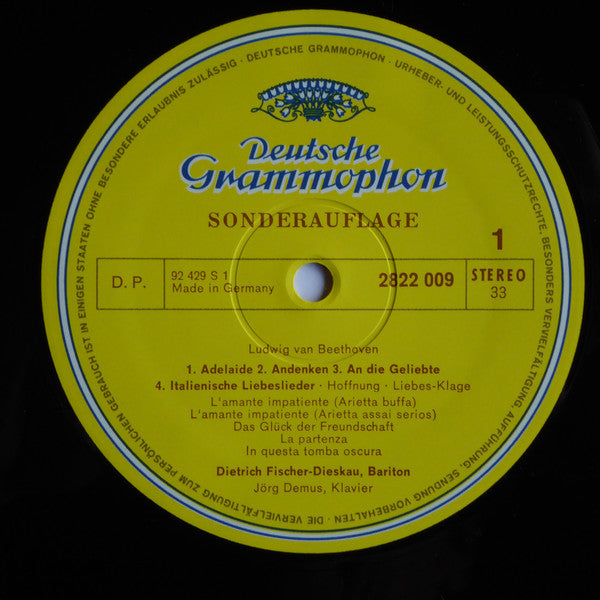 DEUTSCHE GRAMMOPHON · URHEBER- UND LEISTUNGSSCHUTZRECHTE, BESONDERS VERVIELFÄLTIGUNG, AUFFÜHRUNG, SENDUNG VORBEHALTEN · DIE VERVIELFÄLTIGUNG ZUM PERSÖNLICHEN GEBRAUCH IST IN EINIGEN STAATEN OHNE BESONDERE ERLAUBNIS ZULÄSSIG ·
Deutsche
Grammophon
SONDERAUFLAGE
1
D. P. 92 429 S 1 2822 009 STEREO
Made in Germany 33
Ludwig van Beethoven
1. Adelaide 2. Andenken 3. An die Geliebte
4. Italienische Liebeslieder · Hoffnung · Liebes-Klage
L'amante impatiente (Arietta buffa)
L'amante impatiente (Arietta assai serios)
Das Glück der Freundschaft
La partenza
In questa tomba oscura
Dietrich Fischer-Dieskau, Bariton
Jörg Demus, Klavier